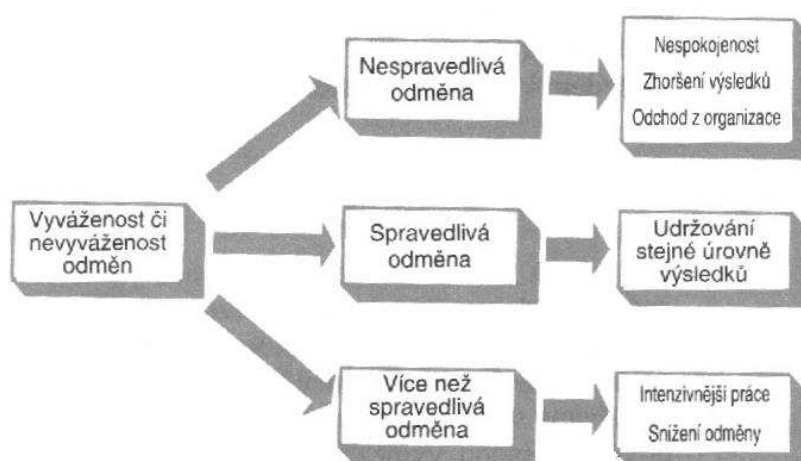 Vyváženost či
nevyváženost
odměn
Nespravedlivá
odměna
Nespokojenost
Zhoršení výsledků
Odchod z organizace
Spravedlivá
odměna
Udržování
stejné úrovně
výsledků
Více než
spravedlivá
odměna
Intenzivnější práce
Snížení odměny